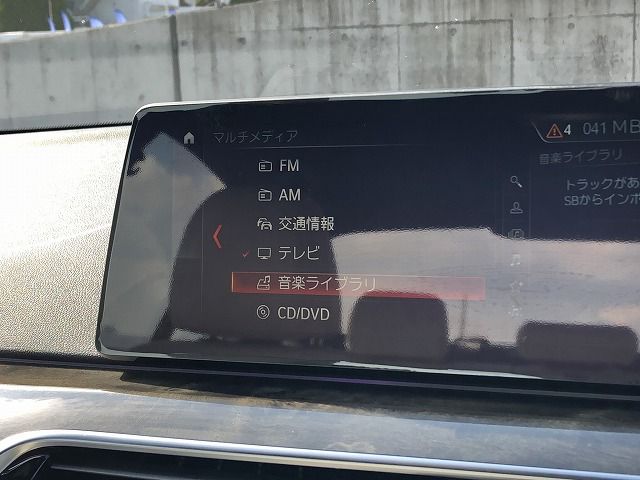 マルチメディア
FM
AM
交通情報
テレビ
音楽ライブラリ
CD/DVD
4 041 MB
音楽ライブラリ
トラックがあ
SBからインポ